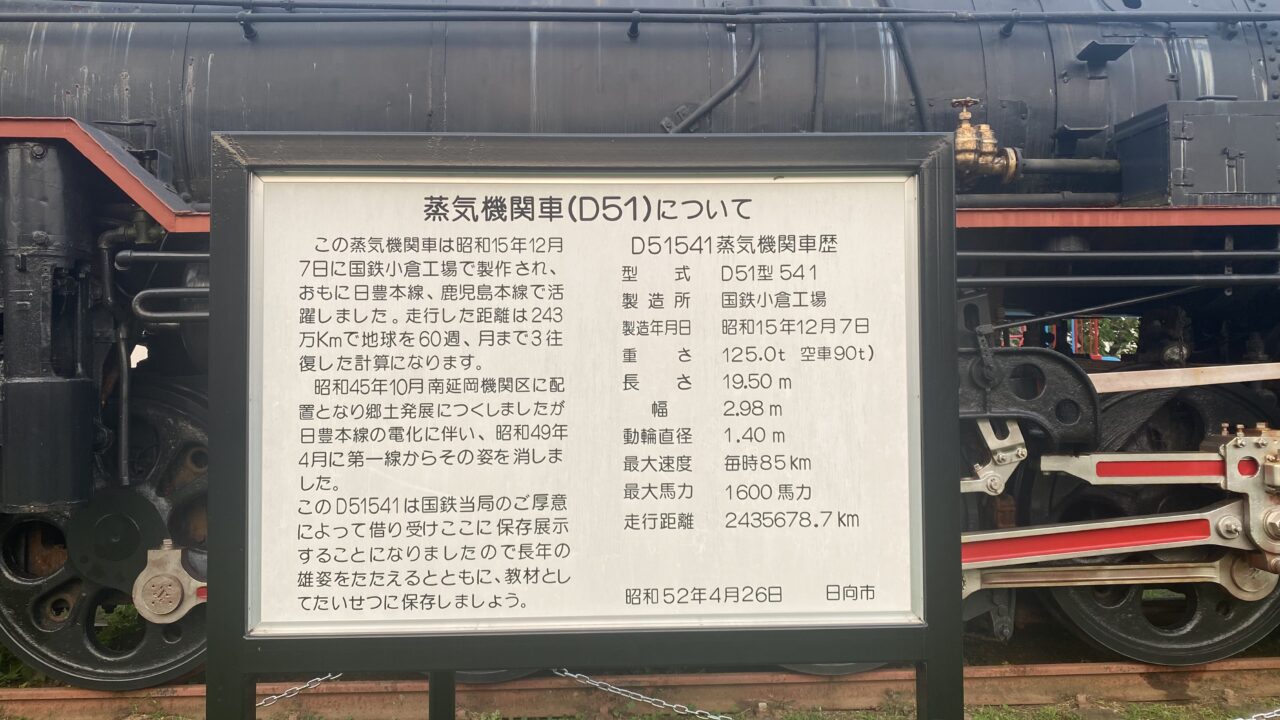 蒸気機関車(D51)について
この蒸気機関車は昭和15年12月
7日に国鉄小倉工場で製作され、
おもに日豊本線、鹿児島本線で活
躍しました。走行した距離は243
万Kmで地球を60週、月まで3往
復した計算になります。
昭和45年10月南延岡機関区に配
置となり郷土発展につくしましたが
日豊本線の電化に伴い、昭和49年
4月に第一線からその姿を消しま
した。
このD51541は国鉄当局のご厚意
によって借り受けここに保存展示
することになりましたので長年の
雄姿をたたえるとともに、教材とし
てたいせつに保存しましょう。
D51541蒸気機関車歴
型 式 D51型541
製造所 国鉄小倉工場
製造年月日 昭和15年12月7日
重 さ 125.0t 空車90t)
長 さ 19.50m
幅 2.98m
動輪直径 1.40m
最大速度 毎時85km
最大馬力 1600馬力
走行距離 2435678.7km
昭和52年4月26日 日向市